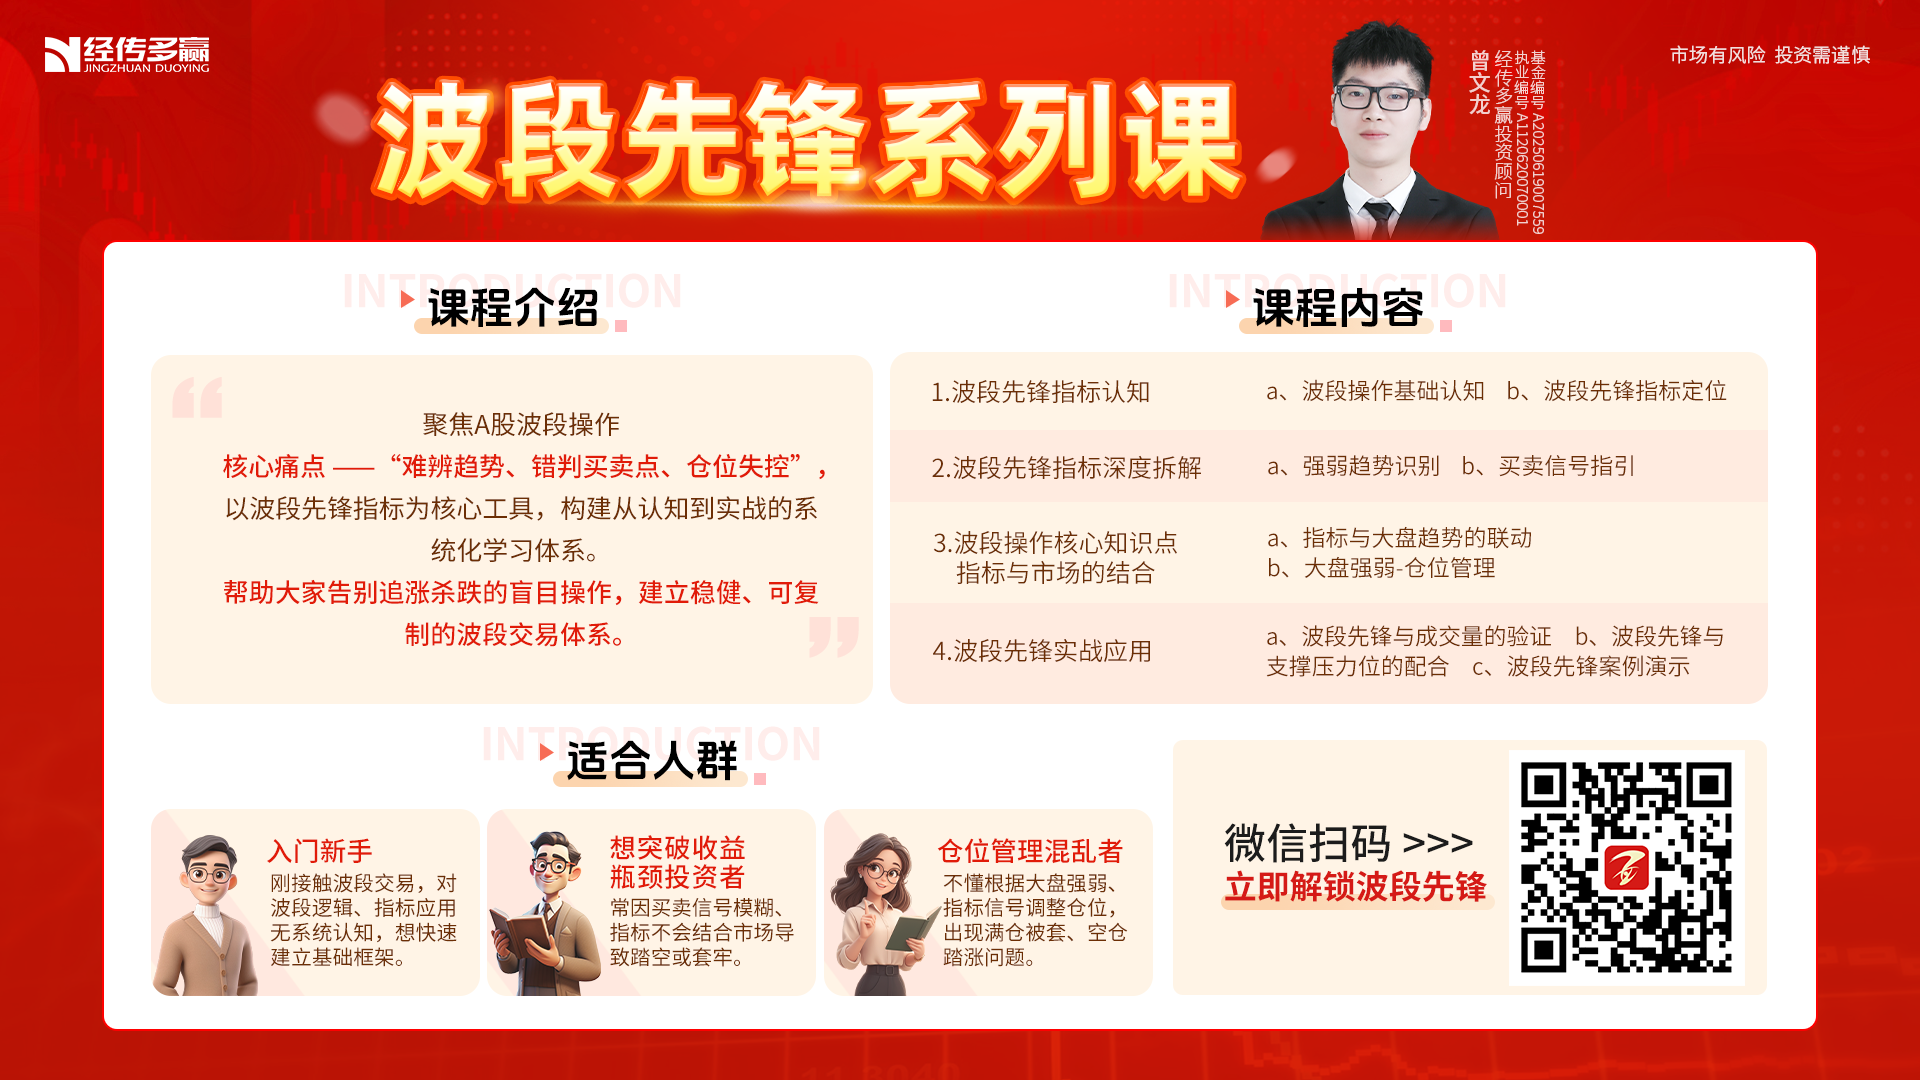 经传多赢
JINGZHUAN DUOYING
波段先锋系列课
曾文龙
经传多赢投资顾问
执业编号A1120620070001
基金编号A20250619007559
市场有风险 投资需谨慎
INTRODUCTION
课程介绍
聚焦A股波段操作
核心痛点 ——“难辨趋势、错判买卖点、仓位失控”，
以波段先锋指标为核心工具，构建从认知到实战的系
统化学习体系。
帮助大家告别追涨杀跌的盲目操作，建立稳健、可复
制的波段交易体系。
INTRODUCTION
课程内容
1.波段先锋指标认知
a、波段操作基础认知 b、波段先锋指标定位
2.波段先锋指标深度拆解
a、强弱趋势识别 b、买卖信号指引
3.波段操作核心知识点
指标与市场的结合
a、指标与大盘趋势的联动
b、大盘强弱-仓位管理
4.波段先锋实战应用
a、波段先锋与成交量的验证 b、波段先锋与
支撑压力位的配合 c、波段先锋案例演示
INTRODUCTION
适合人群
入门新手
刚接触波段交易，对
波段逻辑、指标应用
无系统认知，想快速
建立基础框架。
想突破收益
瓶颈投资者
常因买卖信号模糊、
指标不会结合市场导
致踏空或套牢。
仓位管理混乱者
不懂根据大盘强弱、
指标信号调整仓位，
出现满仓被套、空仓
踏涨问题。
微信扫码 >>>
立即解锁波段先锋